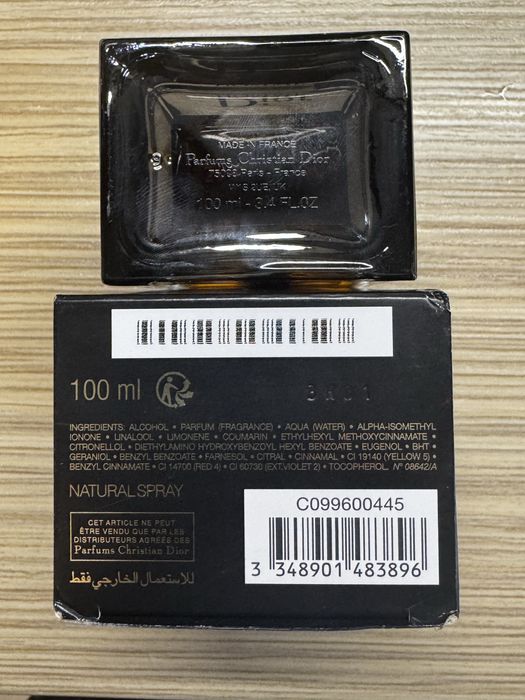 Dior
MADE IN FRANCE
Parfums Christian Dior
75008 Paris - France
100 ml - 3.4 FL.OZ
100 ml
INGREDIENTS: ALCOHOL • PARFUM (FRAGRANCE) • AQUA (WATER) • ALPHA-ISOMETHYL
IONONE • LINALOOL • LIMONENE • COUMARIN • ETHYLHEXYL METHOXYCINNAMATE •
CITRONELLOL • DIETHYLAMINO HYDROXYBENZOYL HEXYL BENZOATE • EUGENOL • BHT •
GERANIOL • BENZYL BENZOATE • FARNESOL • CITRAL • CINNAMAL • CI 19140 (YELLOW 5) •
BENZYL CINNAMATE • CI 14700 (RED 4) • CI 60730 (EXT.VIOLET 2) • TOCOPHEROL. N° 08642/A
NATURAL SPRAY
CET ARTICLE NE PEUT
ÊTRE VENDU QUE PAR LES
DISTRIBUTEURS AGRÉÉS DES
Parfums Christian Dior
للاستعمال الخارجي فقط
C099600445
3 348901 483896